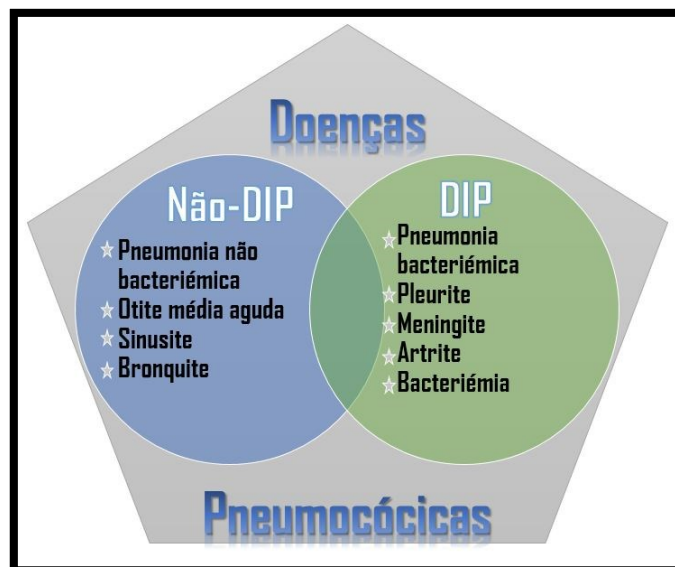 Doenças
Não-DIP
Pneumonia não
bacteriémica
Otite média aguda
Sinusite
Bronquite
DIP
Pneumonia
bacteriémica
Pleurite
Meningite
Artrite
Bacteriémia
Pneumocócicas